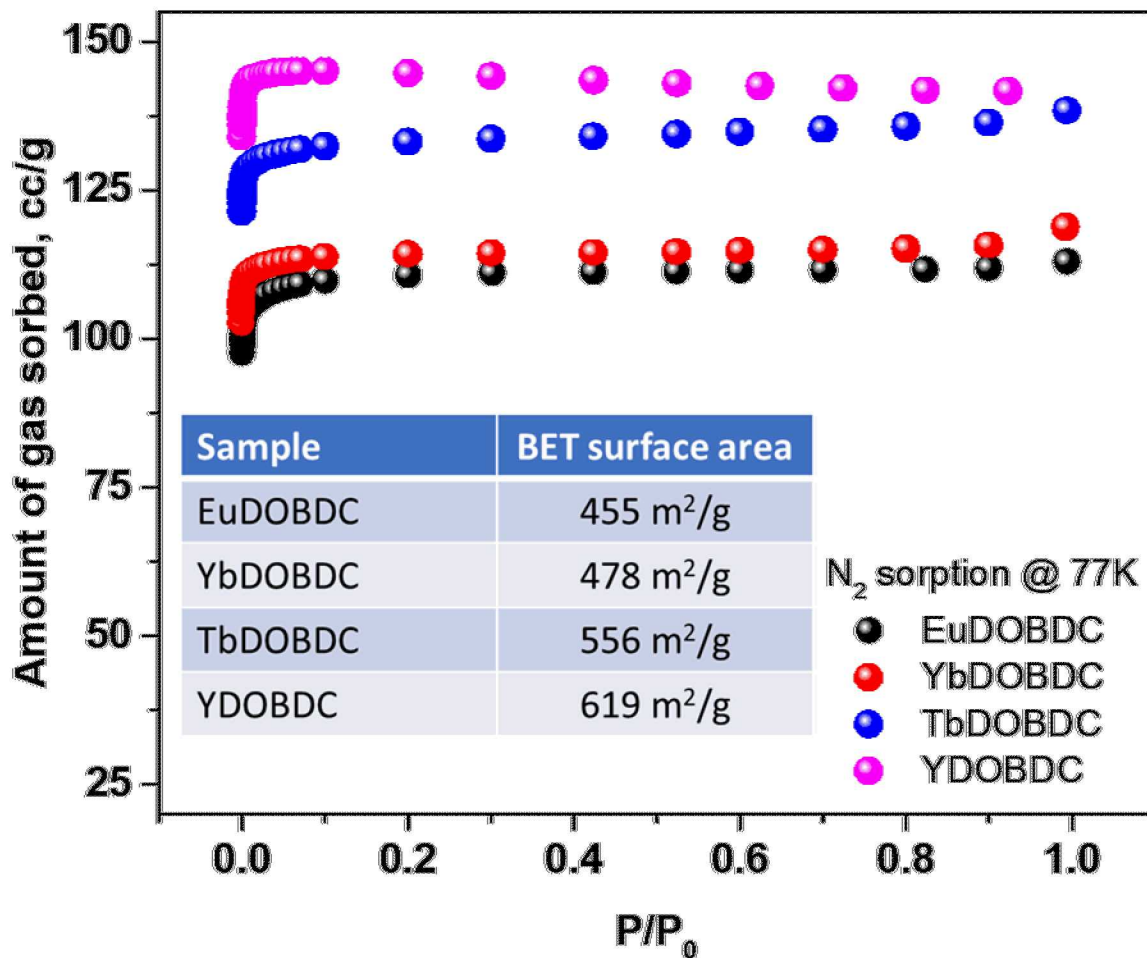 150
125
100
75
50
25
Amount of gas sorbed, cc/g
Sample BET surface area
EuDOBDC 455 m²/g
YbDOBDC 478 m²/g
TbDOBDC 556 m²/g
YDOBDC 619 m²/g
N₂ sorption @ 77K
EuDOBDC
YbDOBDC
TbDOBDC
YDOBDC
0.0 0.2 0.4 0.6 0.8 1.0
P/P₀